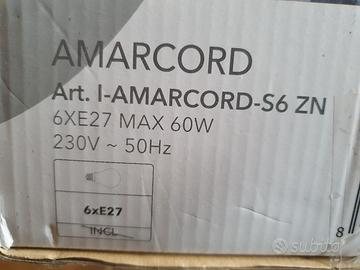 AMARCORD
Art. I-AMARCORD-S6 ZN
6XE27 MAX 60W
230V ~ 50Hz
6xE27
INCL
8
subito